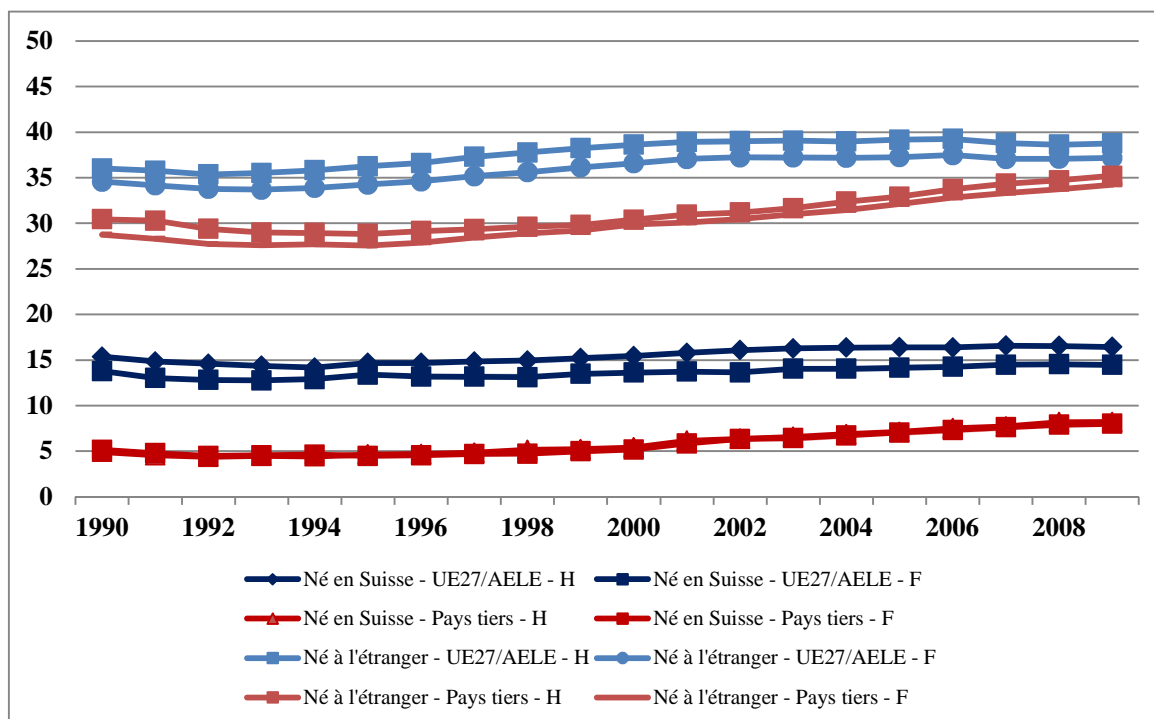 50
45
40
35
30
25
20
15
10
5
0
1990 1992 1994 1996 1998 2000 2002 2004 2006 2008
Né en Suisse - UE27/AELE - H Né en Suisse - UE27/AELE - F
Né en Suisse - Pays tiers - H Né en Suisse - Pays tiers - F
Né à l'étranger - UE27/AELE - H Né à l'étranger - UE27/AELE - F
Né à l'étranger - Pays tiers - H Né à l'étranger - Pays tiers - F